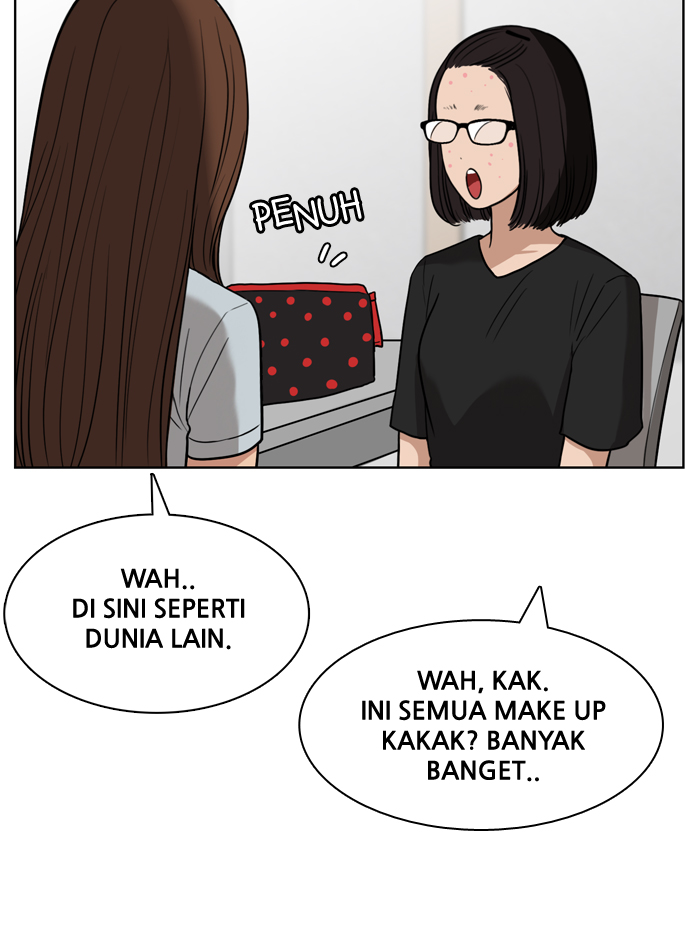 PENUH
WAH..
DI SINI SEPERTI
DUNIA LAIN.
WAH, KAK.
INI SEMUA MAKE UP
KAKAK? BANYAK
BANGET..